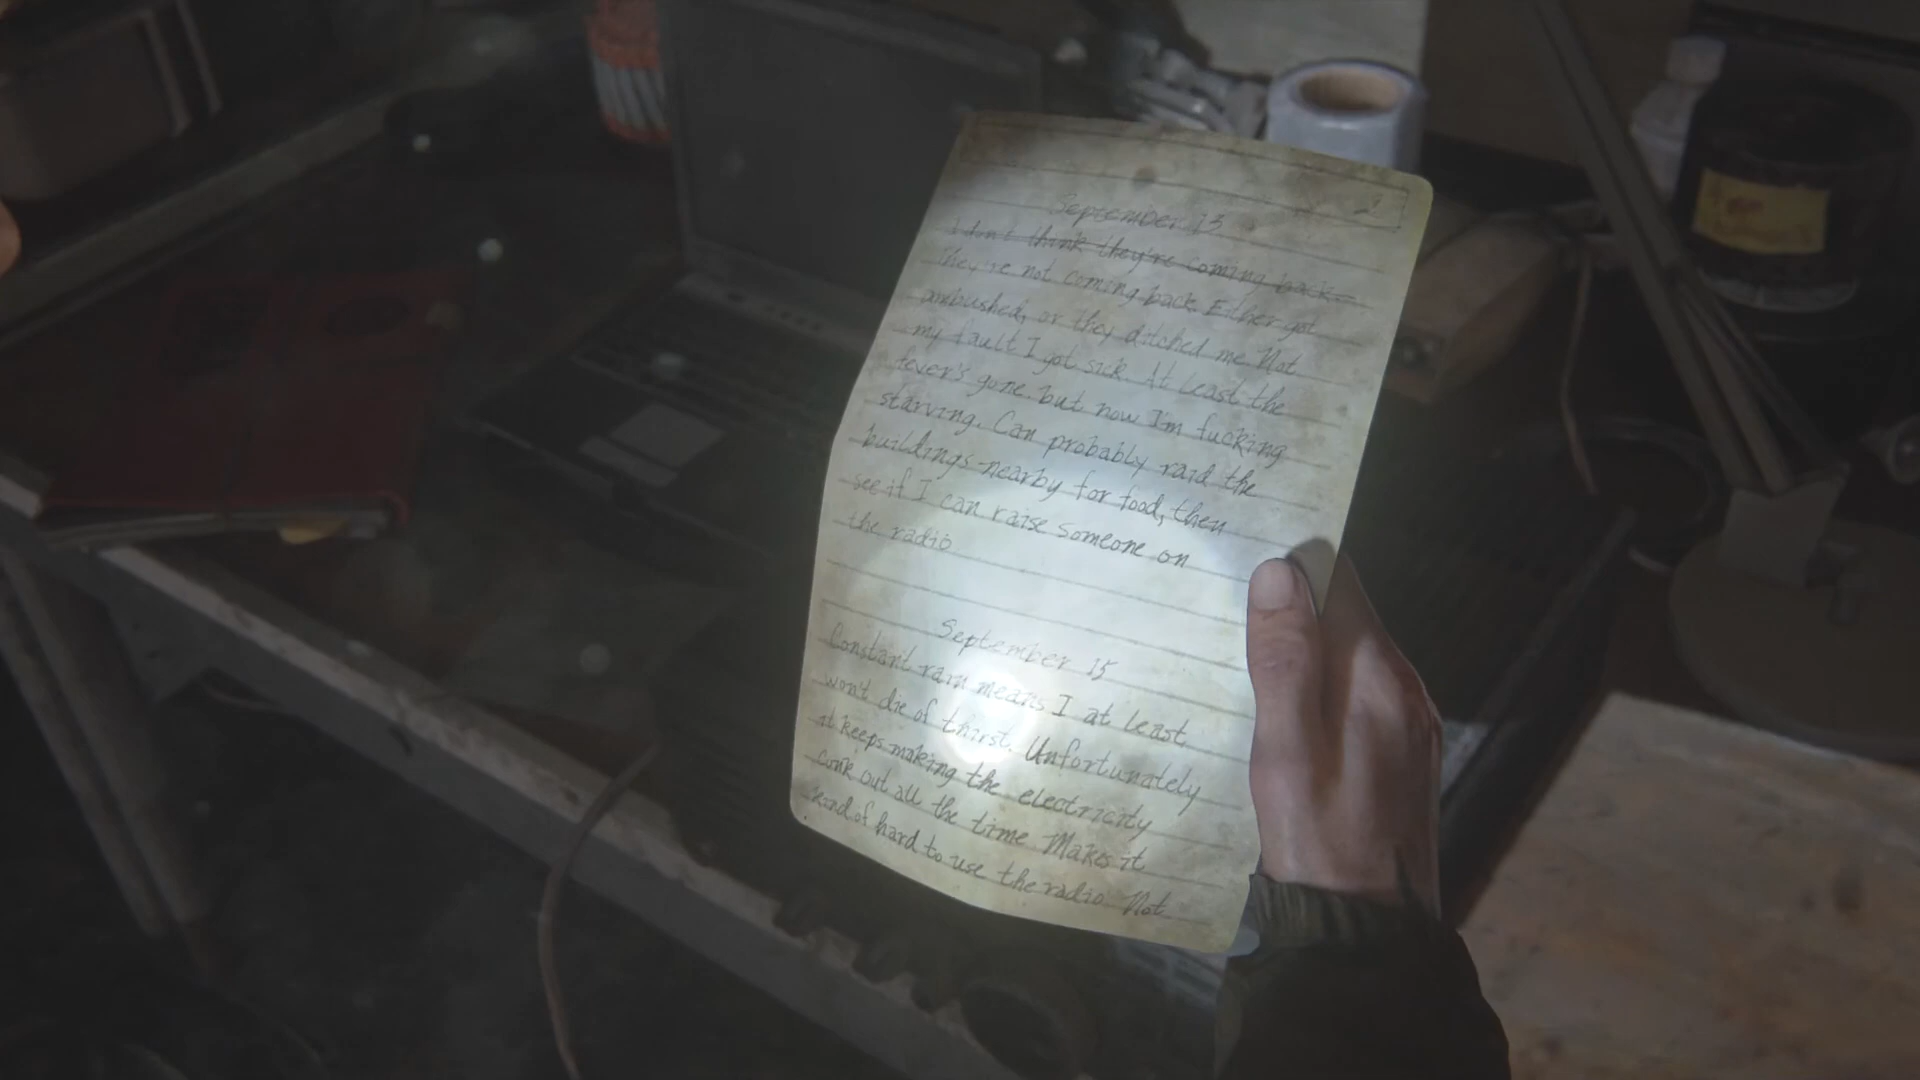 September 13
I don't think they're coming back.
They're not coming back. Either got
ambushed, or they ditched me. Not
my fault I got sick. At least the
fever's gone but now I'm fucking
starving. Can probably raid the
buildings nearby for food, then
see if I can raise someone on
the radio
September 15
Constant rain means I at least
won't die of thirst. Unfortunately
it keeps making the electricity
conk out all the time. Makes it
kind of hard to use the radio. Not